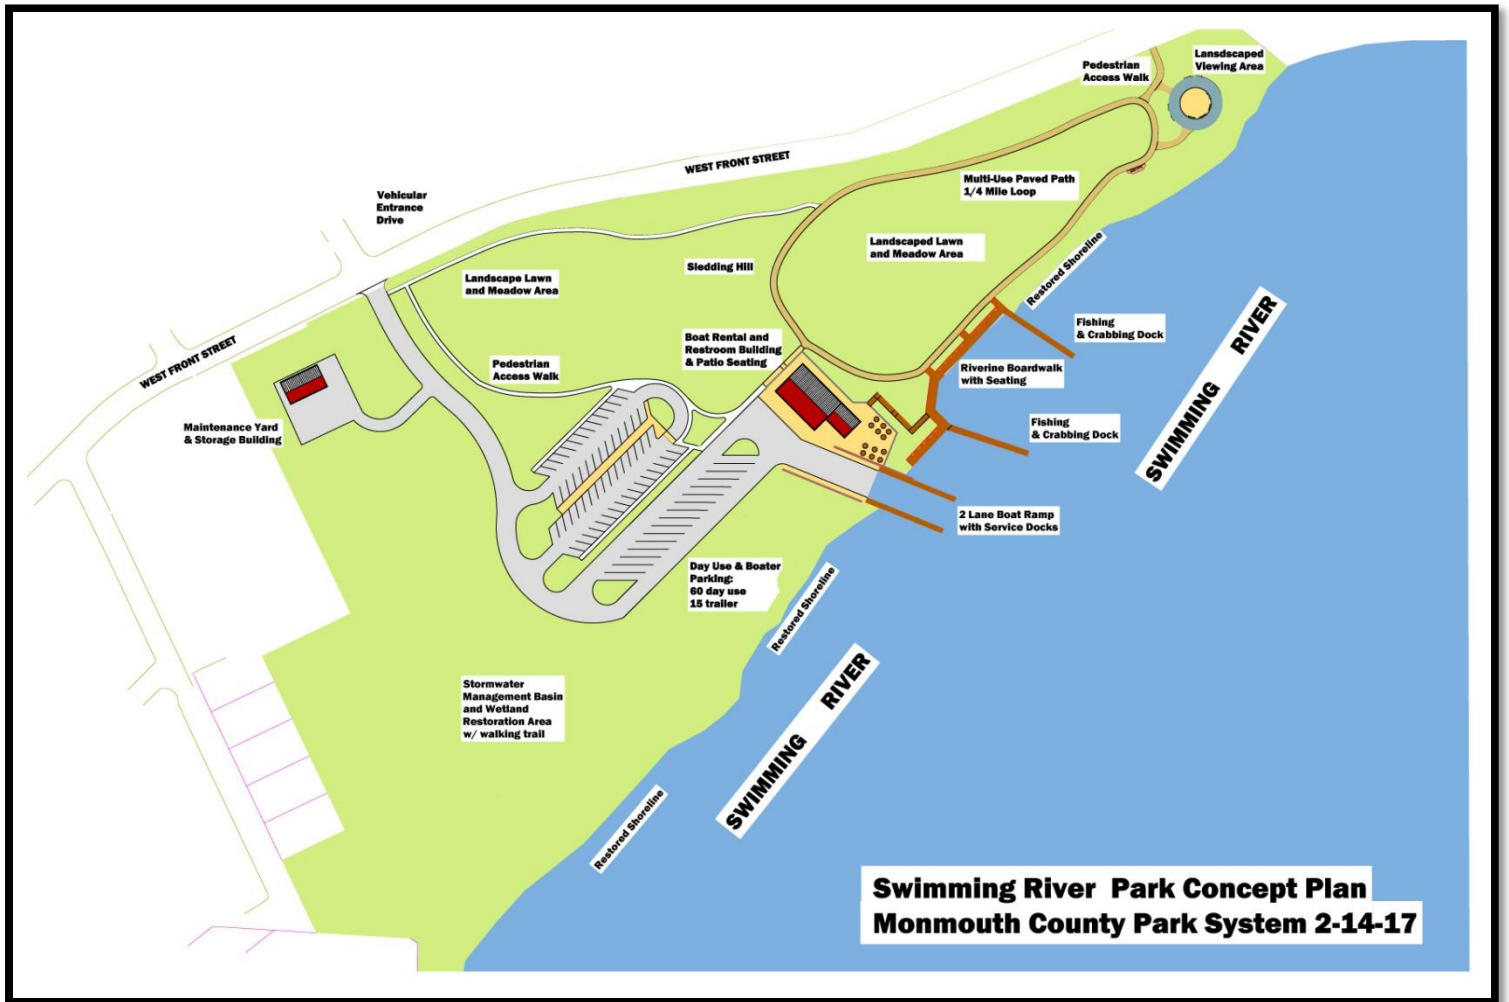 Pedestrian
Access Walk
Lansdscaped
Viewing Area
WEST FRONT STREET
Multi-Use Paved Path
1/4 Mile Loop
Vehicular
Entrance
Drive
Landscaped Lawn
and Meadow Area
Sledding Hill
Landscape Lawn
and Meadow Area
Restored Shoreline
Fishing
& Crabbing Dock
SWIMMING RIVER
Boat Rental and
Restroom Building
& Patio Seating
WEST FRONT STREET
Pedestrian
Access Walk
Riverine Boardwalk
with Seating
Maintenance Yard
& Storage Building
Fishing
& Crabbing Dock
2 Lane Boat Ramp
with Service Docks
Day Use & Boater
Parking:
60 day use
15 trailer
Restored Shoreline
Stormwater
Management Basin
and Wetland
Restoration Area
w/ walking trail
SWIMMING RIVER
Restored Shoreline
Swimming River Park Concept Plan
Monmouth County Park System 2-14-17